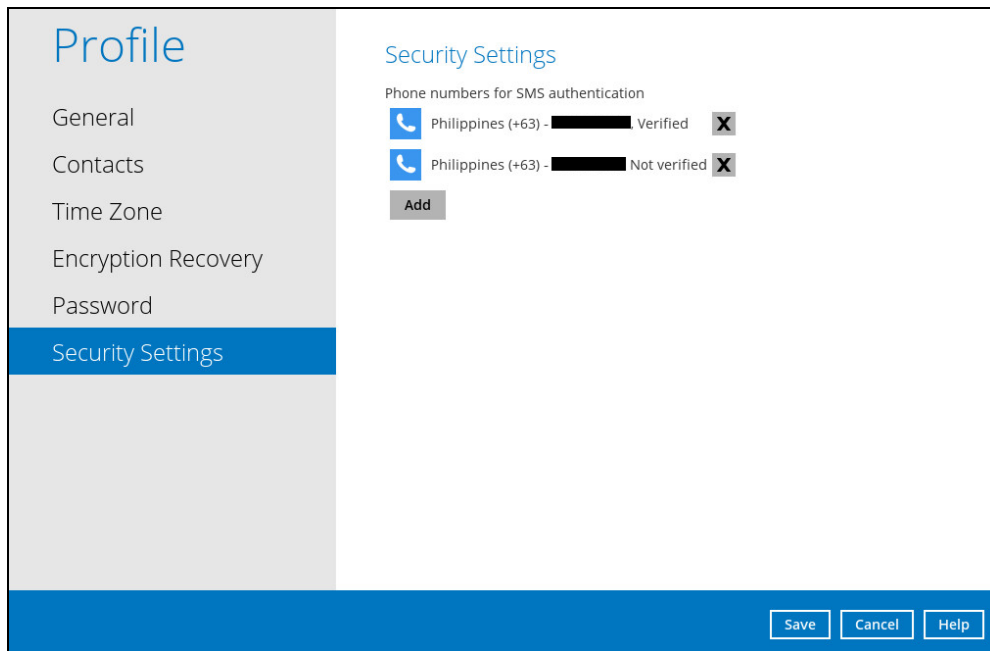 Profile
General
Contacts
Time Zone
Encryption Recovery
Password
Security Settings
Security Settings
Phone numbers for SMS authentication
Philippines (+63) - , Verified X
Philippines (+63) - Not verified X
Add
Save Cancel Help